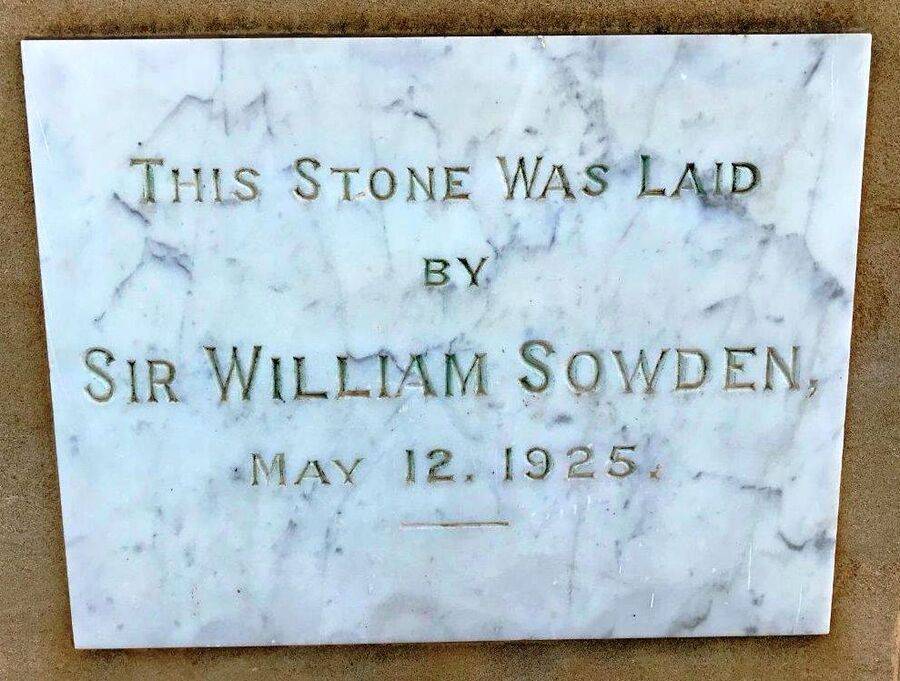 This Stone Was Laid
by
Sir William Sowden,
May 12. 1925.